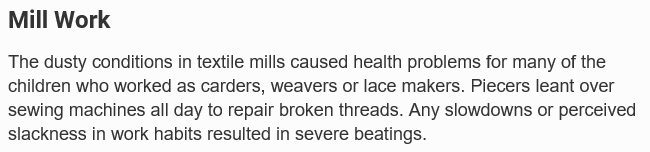 Mill Work
The dusty conditions in textile mills caused health problems for many of the
children who worked as carders, weavers or lace makers. Piecers leant over
sewing machines all day to repair broken threads. Any slowdowns or perceived
slackness in work habits resulted in severe beatings.